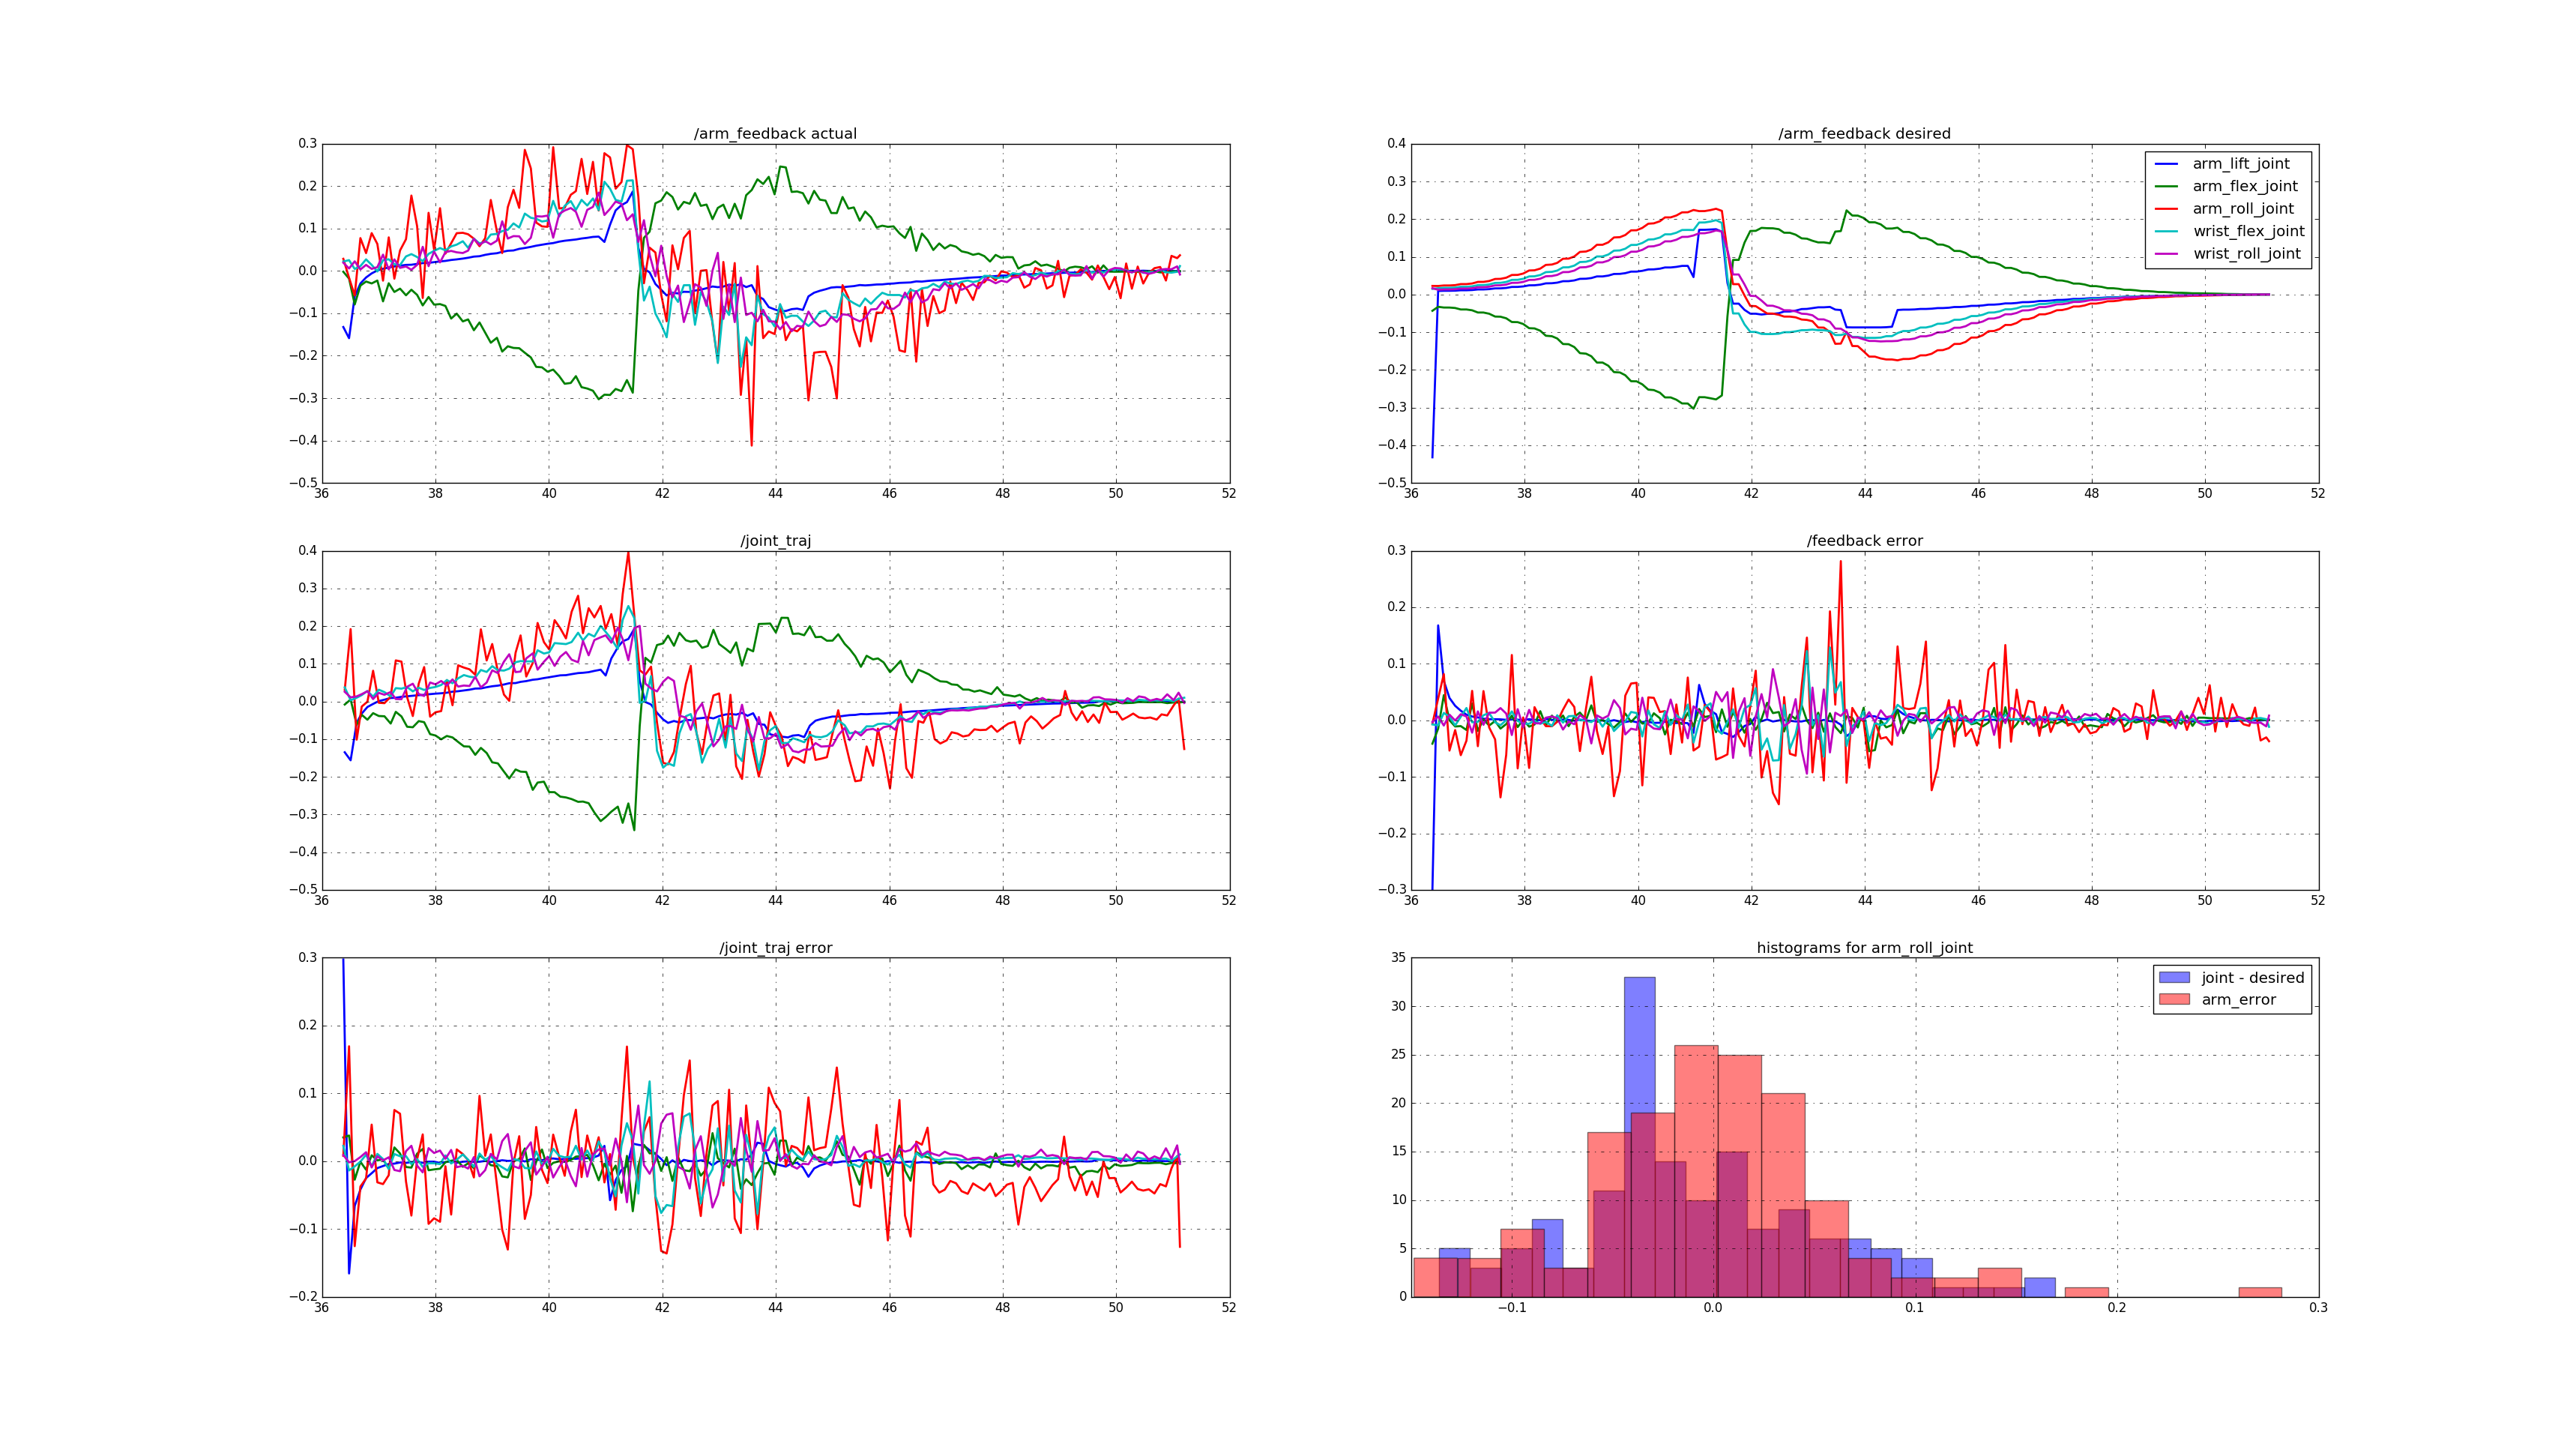 /arm_feedback actual
0.3
0.2
0.1
0.0
−0.1
−0.2
−0.3
−0.4
−0.5
36 38 40 42 44 46 48 50 52
/arm_feedback desired
0.4
0.3
0.2
0.1
0.0
−0.1
−0.2
−0.3
−0.4
−0.5
36 38 40 42 44 46 48 50 52
arm_lift_joint
arm_flex_joint
arm_roll_joint
wrist_flex_joint
wrist_roll_joint
/joint_traj
0.4
0.3
0.2
0.1
0.0
−0.1
−0.2
−0.3
−0.4
−0.5
36 38 40 42 44 46 48 50 52
/feedback error
0.3
0.2
0.1
0.0
−0.1
−0.2
−0.3
36 38 40 42 44 46 48 50 52
/joint_traj error
0.3
0.2
0.1
0.0
−0.1
−0.2
36 38 40 42 44 46 48 50 52
histograms for arm_roll_joint
35
30
25
20
15
10
5
0
−0.1 0.0 0.1 0.2 0.3
joint - desired
arm_error